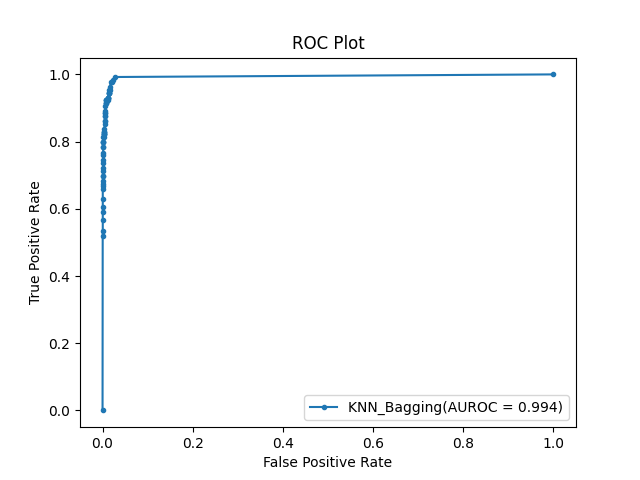 ROC Plot
1.0
0.8
0.6
0.4
0.2
0.0
True Positive Rate
KNN_Bagging(AUROC = 0.994)
0.0 0.2 0.4 0.6 0.8 1.0
False Positive Rate